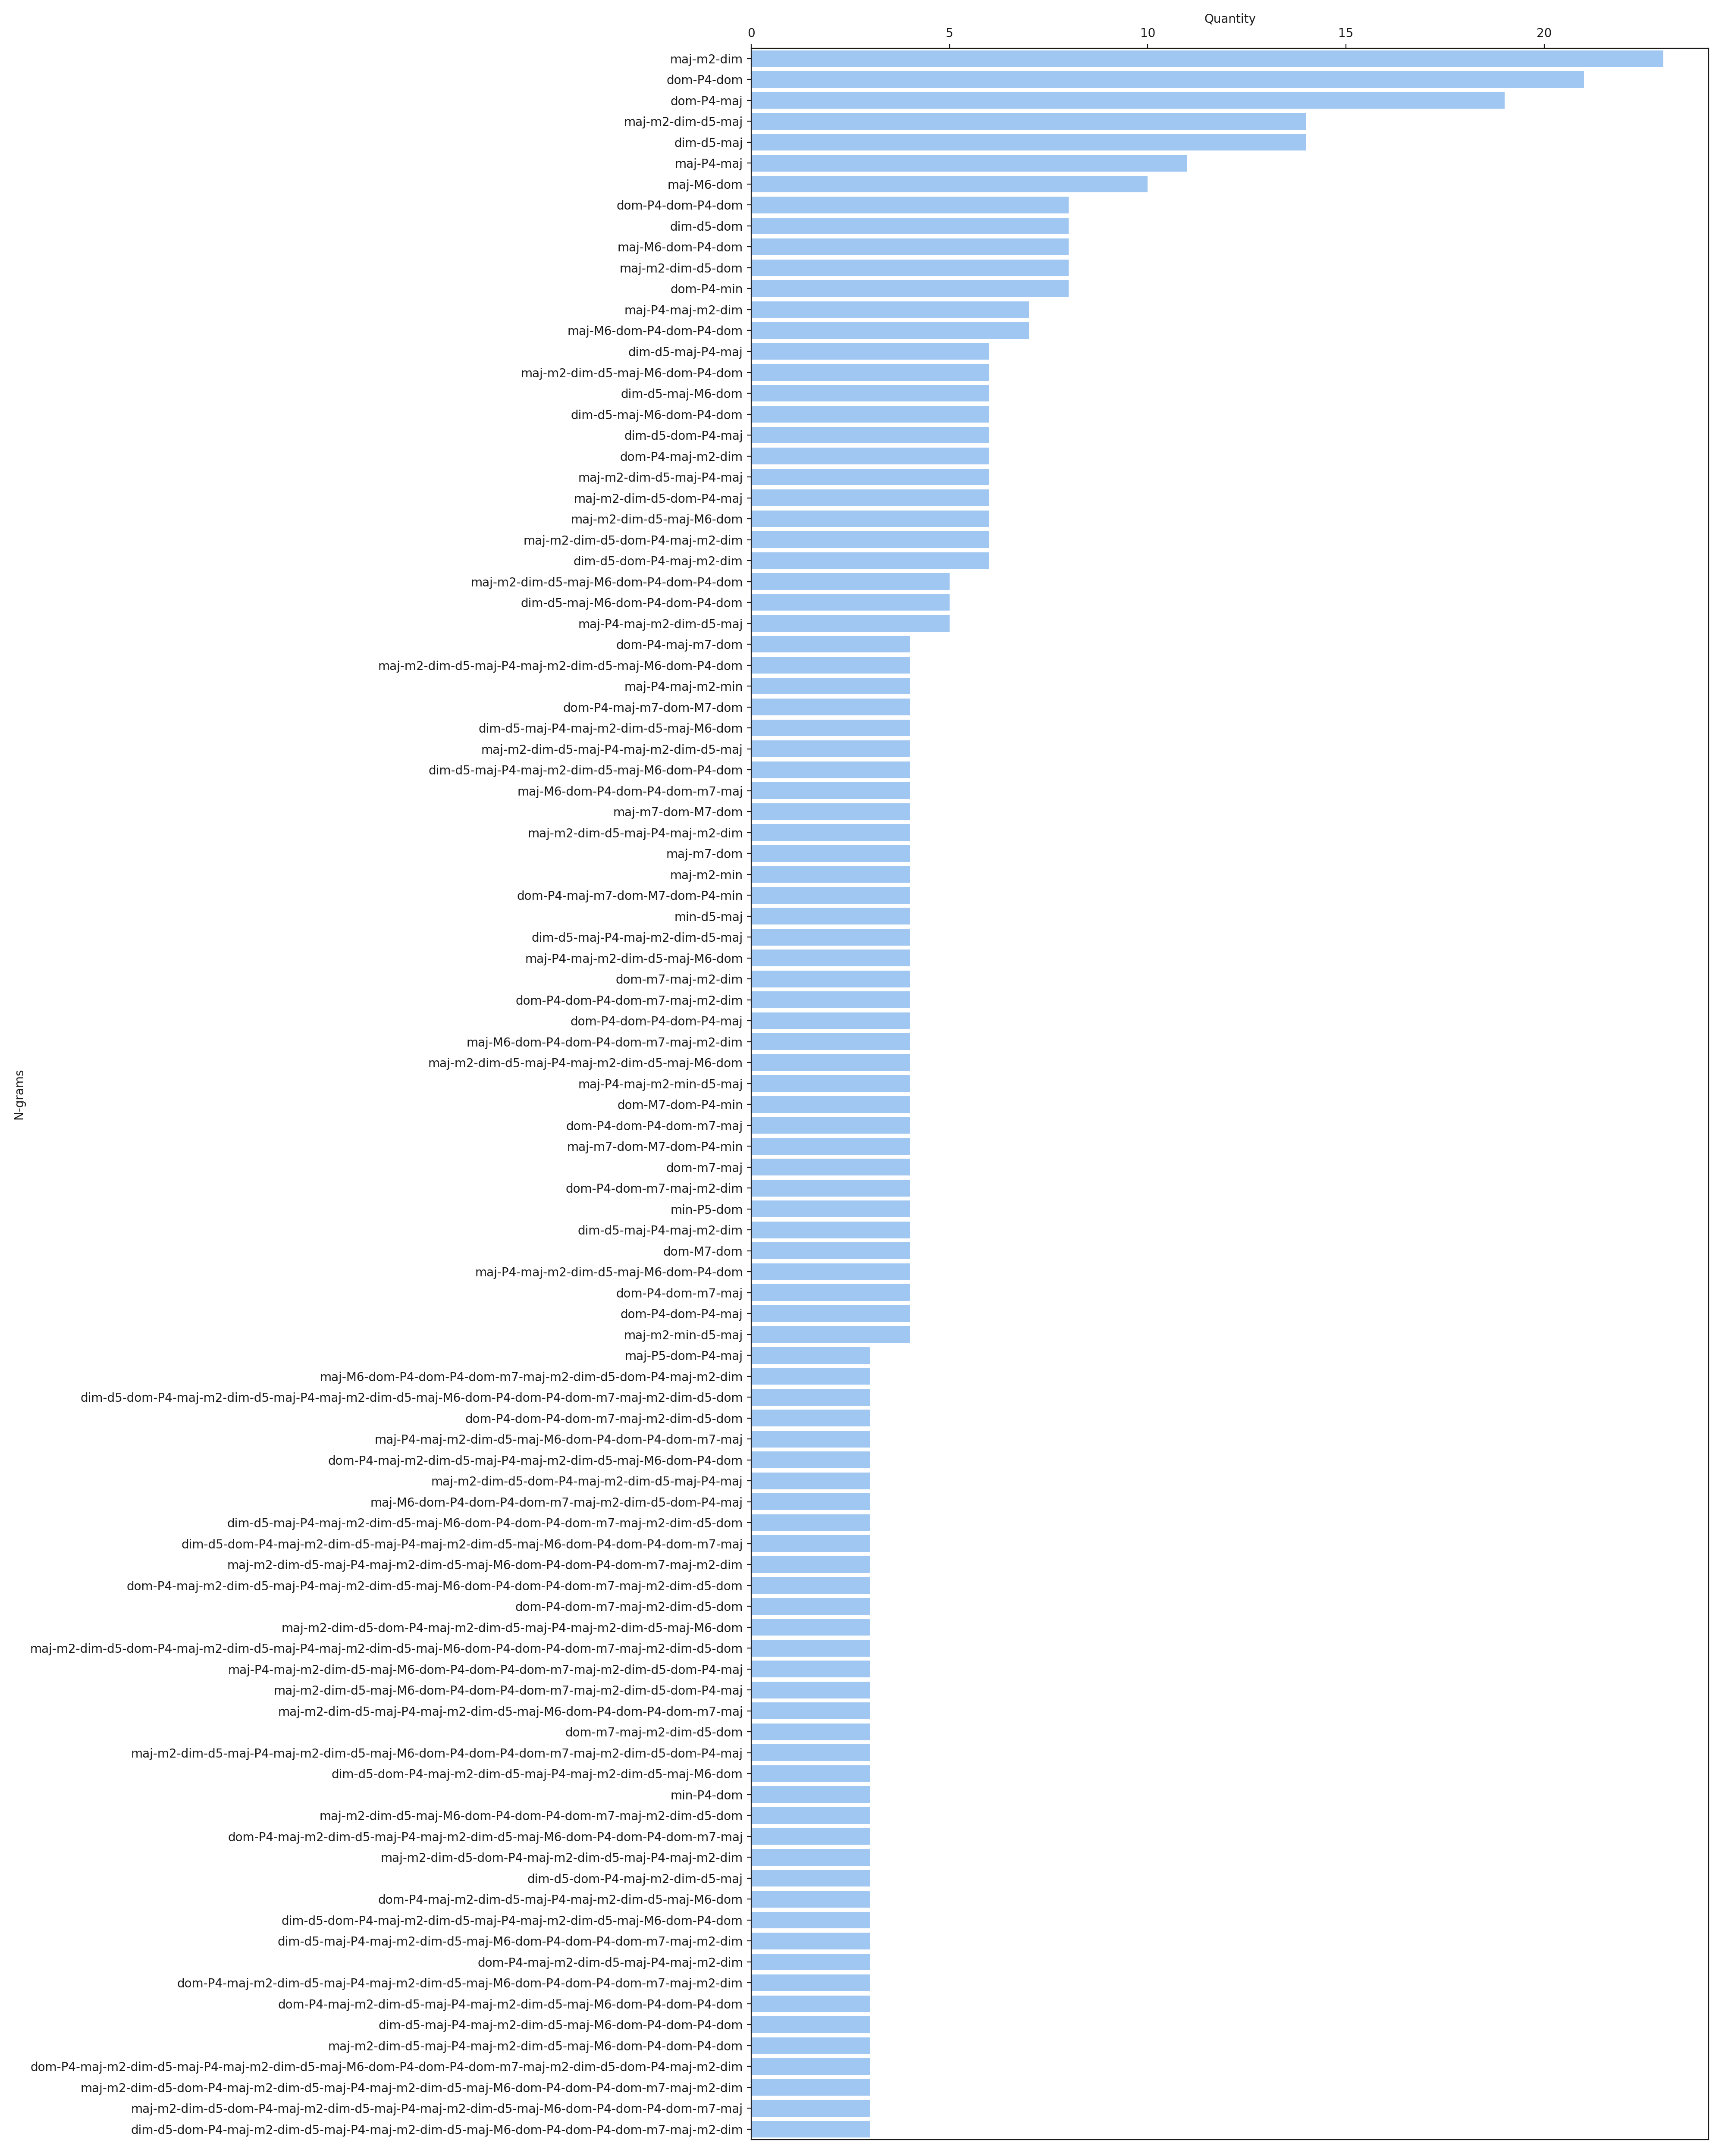 Quantity
0 5 10 15 20
maj-m2-dim
dom-P4-dom
dom-P4-maj
maj-m2-dim-d5-maj
dim-d5-maj
maj-P4-maj
maj-M6-dom
dom-P4-dom-P4-dom
dim-d5-dom
maj-M6-dom-P4-dom
maj-m2-dim-d5-dom
dom-P4-min
maj-P4-maj-m2-dim
maj-M6-dom-P4-dom-P4-dom
dim-d5-maj-P4-maj
maj-m2-dim-d5-maj-M6-dom-P4-dom
dim-d5-maj-M6-dom
dim-d5-maj-M6-dom-P4-dom
dim-d5-dom-P4-maj
dom-P4-maj-m2-dim
maj-m2-dim-d5-maj-P4-maj
maj-m2-dim-d5-dom-P4-maj
maj-m2-dim-d5-maj-M6-dom
maj-m2-dim-d5-dom-P4-maj-m2-dim
dim-d5-dom-P4-maj-m2-dim
maj-m2-dim-d5-maj-M6-dom-P4-dom-P4-dom
dim-d5-maj-M6-dom-P4-dom-P4-dom
maj-P4-maj-m2-dim-d5-maj
dom-P4-maj-m7-dom
maj-m2-dim-d5-maj-P4-maj-m2-dim-d5-maj-M6-dom-P4-dom
maj-P4-maj-m2-min
dom-P4-maj-m7-dom-M7-dom
dim-d5-maj-P4-maj-m2-dim-d5-maj-M6-dom
maj-m2-dim-d5-maj-P4-maj-m2-dim-d5-maj
dim-d5-maj-P4-maj-m2-dim-d5-maj-M6-dom-P4-dom
maj-M6-dom-P4-dom-P4-dom-m7-maj
maj-m7-dom-M7-dom
maj-m2-dim-d5-maj-P4-maj-m2-dim
maj-m7-dom
maj-m2-min
dom-P4-maj-m7-dom-M7-dom-P4-min
min-d5-maj
dim-d5-maj-P4-maj-m2-dim-d5-maj
maj-P4-maj-m2-dim-d5-maj-M6-dom
dom-m7-maj-m2-dim
dom-P4-dom-P4-dom-m7-maj-m2-dim
dom-P4-dom-P4-dom-P4-maj
maj-M6-dom-P4-dom-P4-dom-m7-maj-m2-dim
maj-m2-dim-d5-maj-P4-maj-m2-dim-d5-maj-M6-dom
maj-P4-maj-m2-min-d5-maj
dom-M7-dom-P4-min
dom-P4-dom-P4-dom-m7-maj
maj-m7-dom-M7-dom-P4-min
dom-m7-maj
dom-P4-dom-m7-maj-m2-dim
min-P5-dom
dim-d5-maj-P4-maj-m2-dim
dom-M7-dom
maj-P4-maj-m2-dim-d5-maj-M6-dom-P4-dom
dom-P4-dom-m7-maj
dom-P4-dom-P4-maj
maj-m2-min-d5-maj
maj-P5-dom-P4-maj
maj-M6-dom-P4-dom-P4-dom-m7-maj-m2-dim-d5-dom-P4-maj-m2-dim
dim-d5-dom-P4-maj-m2-dim-d5-maj-P4-maj-m2-dim-d5-maj-M6-dom-P4-dom-P4-dom-m7-maj-m2-dim-d5-dom
dom-P4-dom-P4-dom-m7-maj-m2-dim-d5-dom
maj-P4-maj-m2-dim-d5-maj-M6-dom-P4-dom-P4-dom-m7-maj
dom-P4-maj-m2-dim-d5-maj-P4-maj-m2-dim-d5-maj-M6-dom-P4-dom
maj-m2-dim-d5-dom-P4-maj-m2-dim-d5-maj-P4-maj
maj-M6-dom-P4-dom-P4-dom-m7-maj-m2-dim-d5-dom-P4-maj
dim-d5-maj-P4-maj-m2-dim-d5-maj-M6-dom-P4-dom-P4-dom-m7-maj-m2-dim-d5-dom
dim-d5-dom-P4-maj-m2-dim-d5-maj-P4-maj-m2-dim-d5-maj-M6-dom-P4-dom-P4-dom-m7-maj
maj-m2-dim-d5-maj-P4-maj-m2-dim-d5-maj-M6-dom-P4-dom-P4-dom-m7-maj-m2-dim
dom-P4-maj-m2-dim-d5-maj-P4-maj-m2-dim-d5-maj-M6-dom-P4-dom-P4-dom-m7-maj-m2-dim-d5-dom
dom-P4-dom-m7-maj-m2-dim-d5-dom
maj-m2-dim-d5-dom-P4-maj-m2-dim-d5-maj-P4-maj-m2-dim-d5-maj-M6-dom
maj-m2-dim-d5-dom-P4-maj-m2-dim-d5-maj-P4-maj-m2-dim-d5-maj-M6-dom-P4-dom-P4-dom-m7-maj-m2-dim-d5-dom
maj-P4-maj-m2-dim-d5-maj-M6-dom-P4-dom-P4-dom-m7-maj-m2-dim-d5-dom-P4-maj
maj-m2-dim-d5-maj-M6-dom-P4-dom-P4-dom-m7-maj-m2-dim-d5-dom-P4-maj
maj-m2-dim-d5-maj-P4-maj-m2-dim-d5-maj-M6-dom-P4-dom-P4-dom-m7-maj
dom-m7-maj-m2-dim-d5-dom
maj-m2-dim-d5-maj-P4-maj-m2-dim-d5-maj-M6-dom-P4-dom-P4-dom-m7-maj-m2-dim-d5-dom-P4-maj
dim-d5-dom-P4-maj-m2-dim-d5-maj-P4-maj-m2-dim-d5-maj-M6-dom
min-P4-dom
maj-m2-dim-d5-maj-M6-dom-P4-dom-P4-dom-m7-maj-m2-dim-d5-dom
dom-P4-maj-m2-dim-d5-maj-P4-maj-m2-dim-d5-maj-M6-dom-P4-dom-P4-dom-m7-maj
maj-m2-dim-d5-dom-P4-maj-m2-dim-d5-maj-P4-maj-m2-dim
dim-d5-dom-P4-maj-m2-dim-d5-maj
dom-P4-maj-m2-dim-d5-maj-P4-maj-m2-dim-d5-maj-M6-dom
dim-d5-dom-P4-maj-m2-dim-d5-maj-P4-maj-m2-dim-d5-maj-M6-dom-P4-dom
dim-d5-maj-P4-maj-m2-dim-d5-maj-M6-dom-P4-dom-P4-dom-m7-maj-m2-dim
dom-P4-maj-m2-dim-d5-maj-P4-maj-m2-dim
dom-P4-maj-m2-dim-d5-maj-P4-maj-m2-dim-d5-maj-M6-dom-P4-dom-P4-dom-m7-maj-m2-dim
dom-P4-maj-m2-dim-d5-maj-P4-maj-m2-dim-d5-maj-M6-dom-P4-dom-P4-dom
dim-d5-maj-P4-maj-m2-dim-d5-maj-M6-dom-P4-dom-P4-dom
maj-m2-dim-d5-maj-P4-maj-m2-dim-d5-maj-M6-dom-P4-dom-P4-dom
dom-P4-maj-m2-dim-d5-maj-P4-maj-m2-dim-d5-maj-M6-dom-P4-dom-P4-dom-m7-maj-m2-dim-d5-dom-P4-maj-m2-dim
maj-m2-dim-d5-dom-P4-maj-m2-dim-d5-maj-P4-maj-m2-dim-d5-maj-M6-dom-P4-dom-P4-dom-m7-maj-m2-dim
maj-m2-dim-d5-dom-P4-maj-m2-dim-d5-maj-P4-maj-m2-dim-d5-maj-M6-dom-P4-dom-P4-dom-m7-maj
dim-d5-dom-P4-maj-m2-dim-d5-maj-P4-maj-m2-dim-d5-maj-M6-dom-P4-dom-P4-dom-m7-maj-m2-dim
N-grams